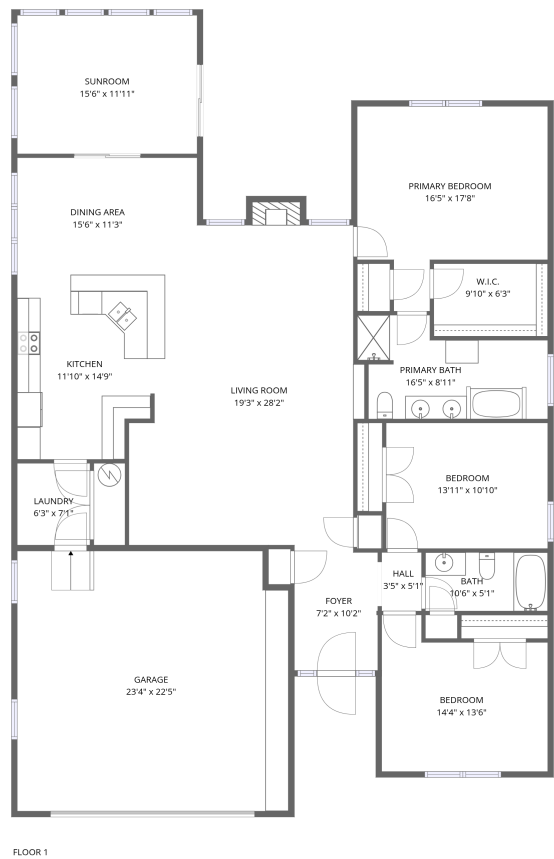 SUNROOM
15'6" x 11'11"
PRIMARY BEDROOM
16'5" x 17'8"
DINING AREA
15'6" x 11'3"
W.I.C.
9'10" x 6'3"
KITCHEN
11'10" x 14'9"
PRIMARY BATH
16'5" x 8'11"
LIVING ROOM
19'3" x 28'2"
BEDROOM
13'11" x 10'10"
LAUNDRY
6'3" x 7'1"
HALL
3'5" x 5'1"
BATH
10'6" x 5'1"
FOYER
7'2" x 10'2"
GARAGE
23'4" x 22'5"
BEDROOM
14'4" x 13'6"
FLOOR 1